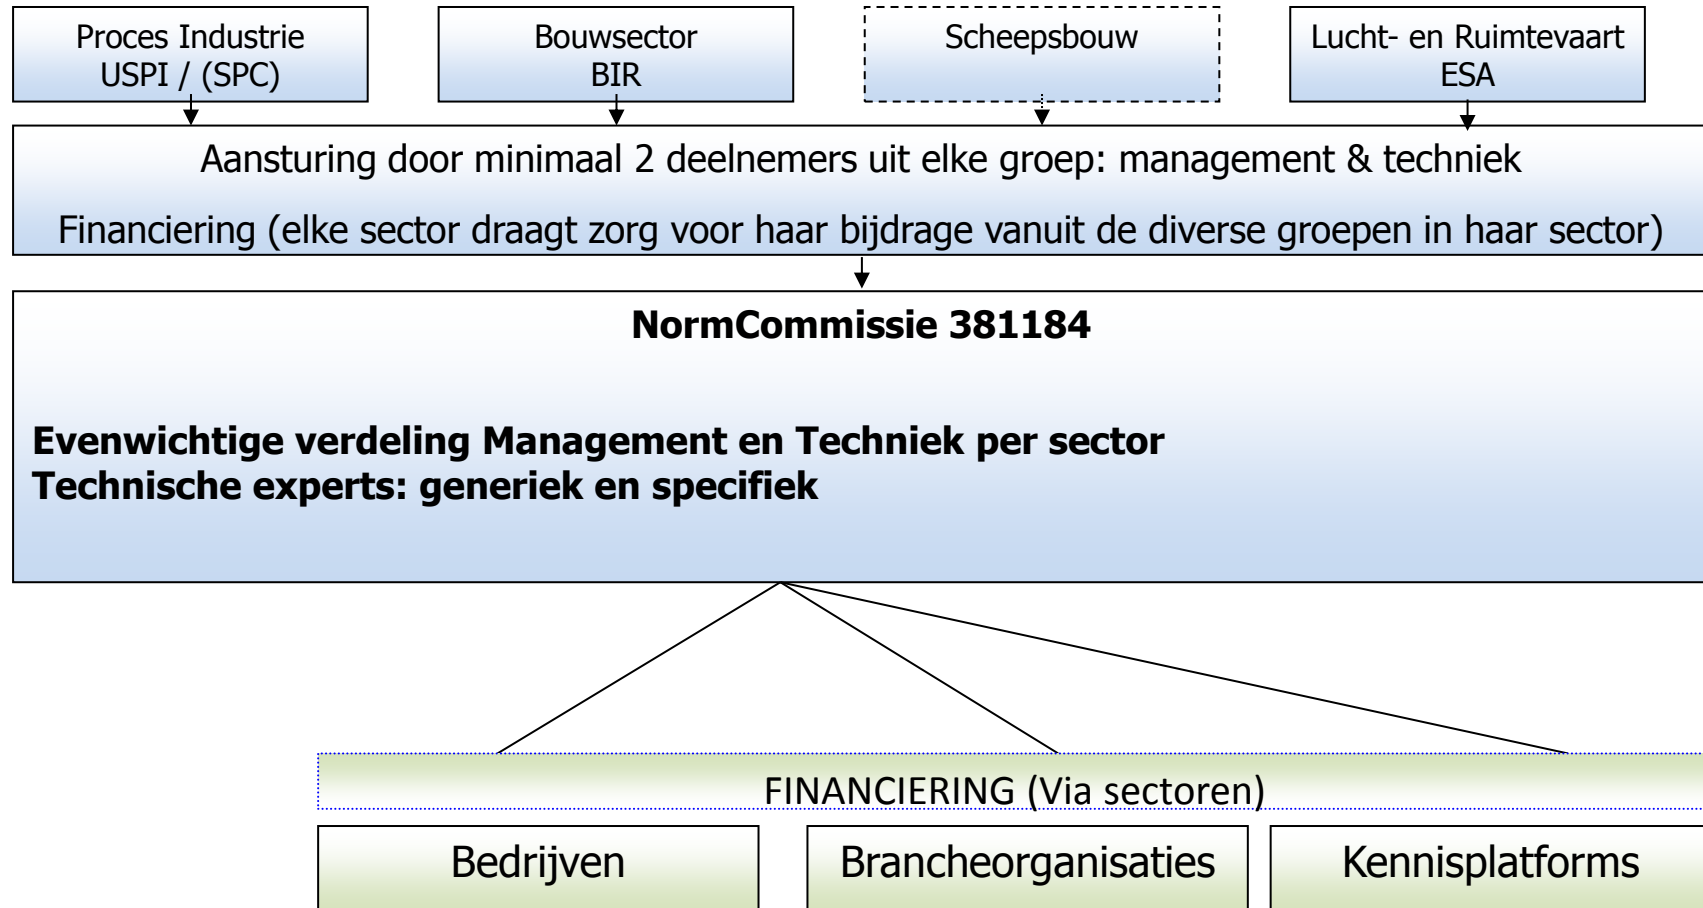 Proces Industrie
USPI / (SPC)
Bouwsector
BIR
Scheepsbouw
Lucht- en Ruimtevaart
ESA
Aansturing door minimaal 2 deelnemers uit elke groep: management & techniek
Financiering (elke sector draagt zorg voor haar bijdrage vanuit de diverse groepen in haar sector)
NormCommissie 381184
Evenwichtige verdeling Management en Techniek per sector
Technische experts: generiek en specifiek
FINANCIERING (Via sectoren)
Bedrijven
Brancheorganisaties
Kennisplatforms